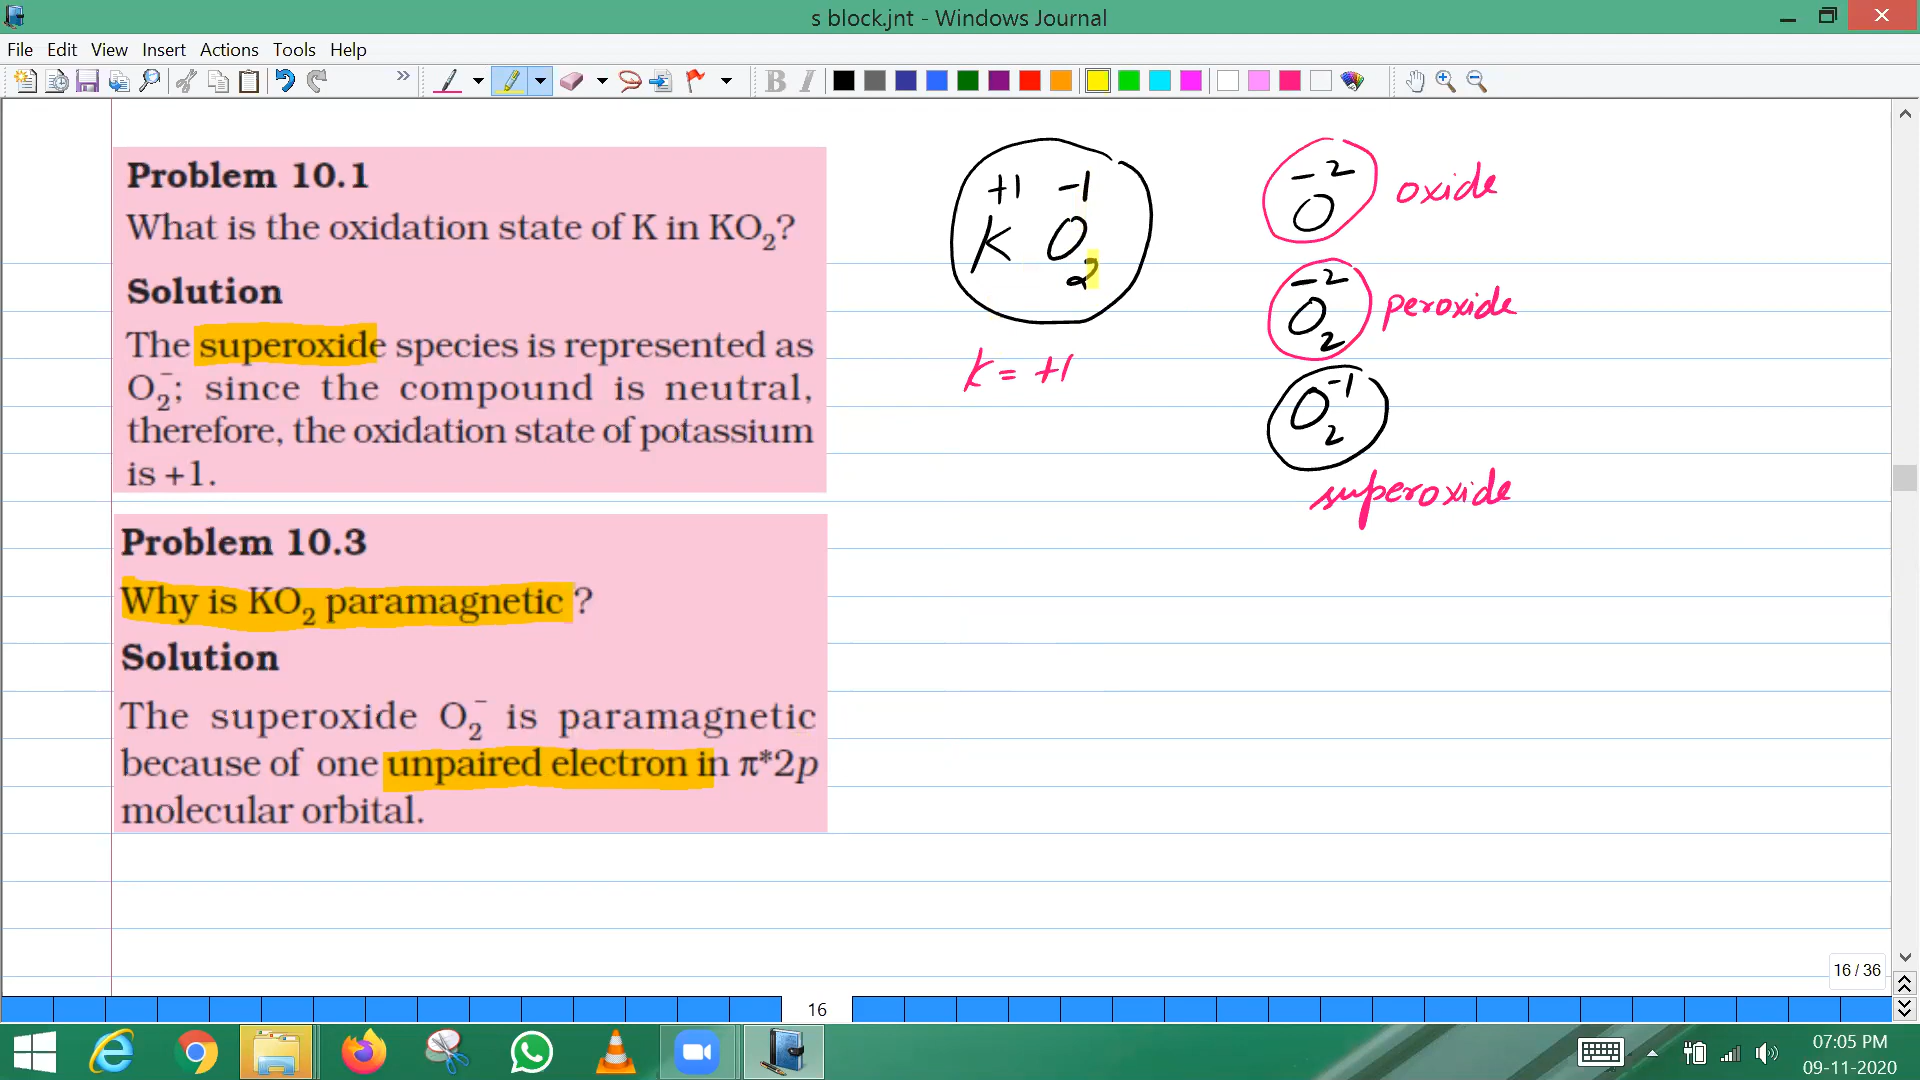 s block.jnt - Windows Journal
File Edit View Insert Actions Tools Help
B I
Problem 10.1
What is the oxidation state of K in KO₂?
Solution
The superoxide species is represented as
O₂⁻; since the compound is neutral,
therefore, the oxidation state of potassium
is +1.
Problem 10.3
Why is KO₂ paramagnetic ?
Solution
The superoxide O₂⁻ is paramagnetic
because of one unpaired electron in π*2p
molecular orbital.
+1 -1
K O₂
K = +1
O⁻² oxide
O₂⁻² peroxide
O₂⁻¹
superoxide
16 / 36
16
07:05 PM
09-11-2020